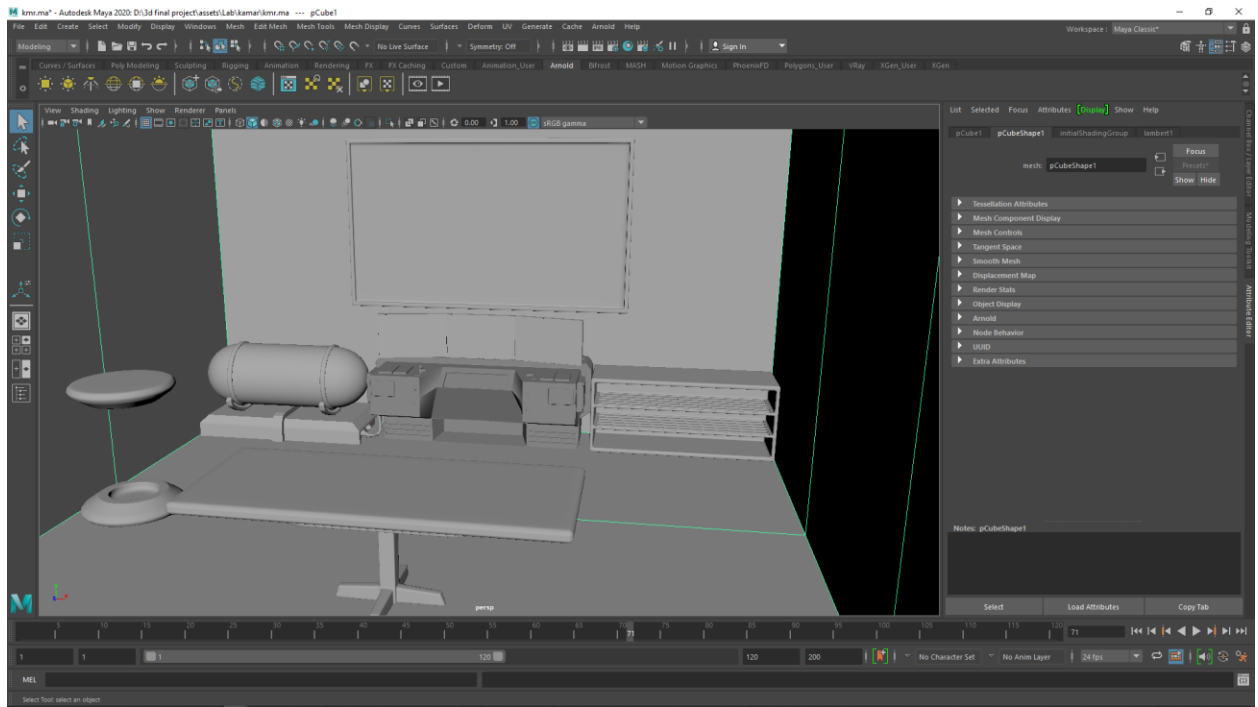 kmr.ma* - Autodesk Maya 2020: D:\3d final project\assets\Lab\kamar\kmr.ma --- pCube1
File Edit Create Select Modify Display Windows Mesh Edit Mesh Mesh Tools Mesh Display Curves Surfaces Deform UV Generate Cache Arnold Help
Workspace: Maya Classic*
Modeling No Live Surface Symmetry: Off Sign In
Curves / Surfaces Poly Modeling Sculpting Rigging Animation Rendering FX FX Caching Custom Animation_User Arnold Bifrost MASH Motion Graphics PhoenixFD Polygons_User VRay XGen_User XGen
View Shading Lighting Show Renderer Panels
0.00 1.00 sRGB gamma
List Selected Focus Attributes Display Show Help
pCube1 pCubeShape1 initialShadingGroup lambert1
Focus
mesh: pCubeShape1
Presets*
Show Hide
Tessellation Attributes
Mesh Component Display
Mesh Controls
Tangent Space
Smooth Mesh
Displacement Map
Render Stats
Object Display
Arnold
Node Behavior
UUID
Extra Attributes
Channel Box / Layer Editor
Modeling Toolkit
Attribute Editor
Notes: pCubeShape1
persp
Select Load Attributes Copy Tab
5 10 15 20 25 30 35 40 45 50 55 60 65 70 75 80 85 90 95 100 105 110 115 120
71 71
1 1 1 120 120 200 No Character Set No Anim Layer 24 fps
MEL
Select Tool: select an object